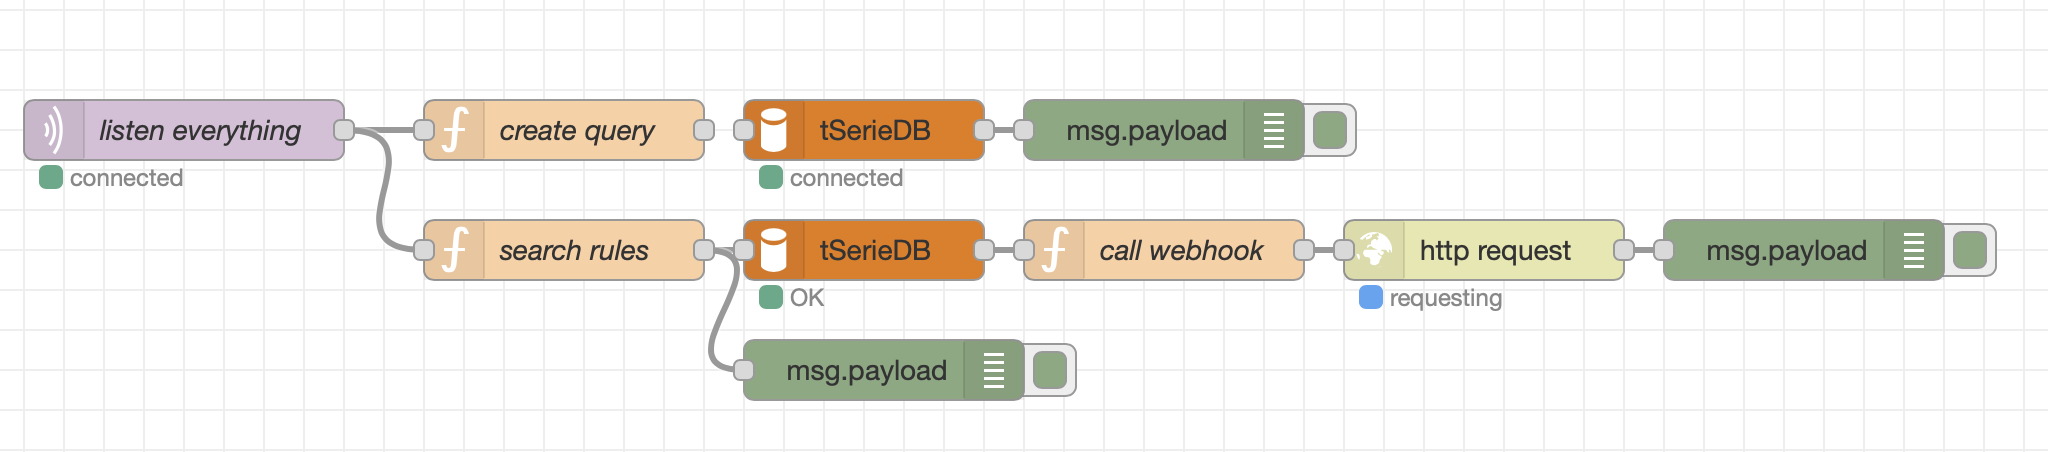 listen everything
create query
tSerieDB
msg.payload
connected
connected
search rules
tSerieDB
call webhook
http request
msg.payload
OK
requesting
msg.payload